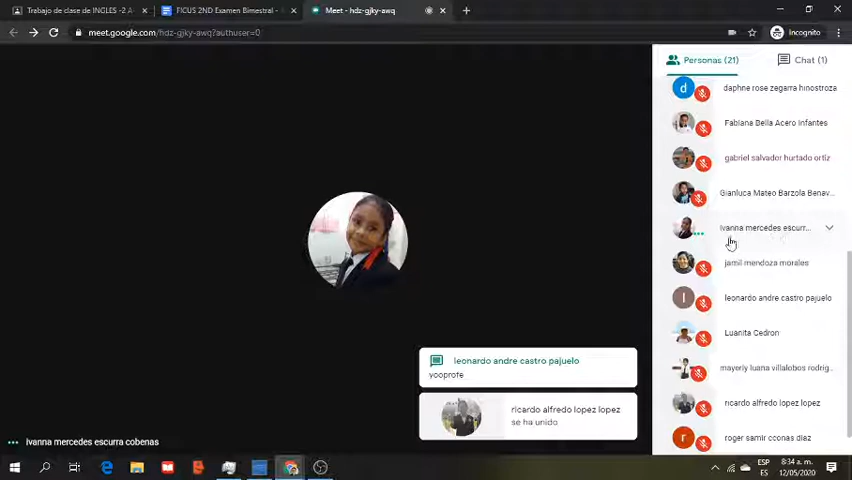 Trabajo de clase de INGLES -2 A
FICUS 2ND Examen Bimestral -
Meet - hdz-gjky-awq
meet.google.com/hdz-gjky-awq?authuser=0
Incognito
Personas (21)
Chat (1)
d
daphne rose zegarra hinostroza
Fabiana Bella Acero Infantes
gabriel salvador hurtado ortiz
Gianluca Mateo Barzola Benav...
ivanna mercedes escurr...
jamil mendoza morales
l
leonardo andre castro pajuelo
Luanita Cedron
mayerly luana villalobos rodrig...
ricardo alfredo lopez lopez
r
roger samir cconas diaz
leonardo andre castro pajuelo
yooprofe
ricardo alfredo lopez lopez
se ha unido
ivanna mercedes escurra cobenas
ESP
ES
8:34 a. m.
12/05/2020